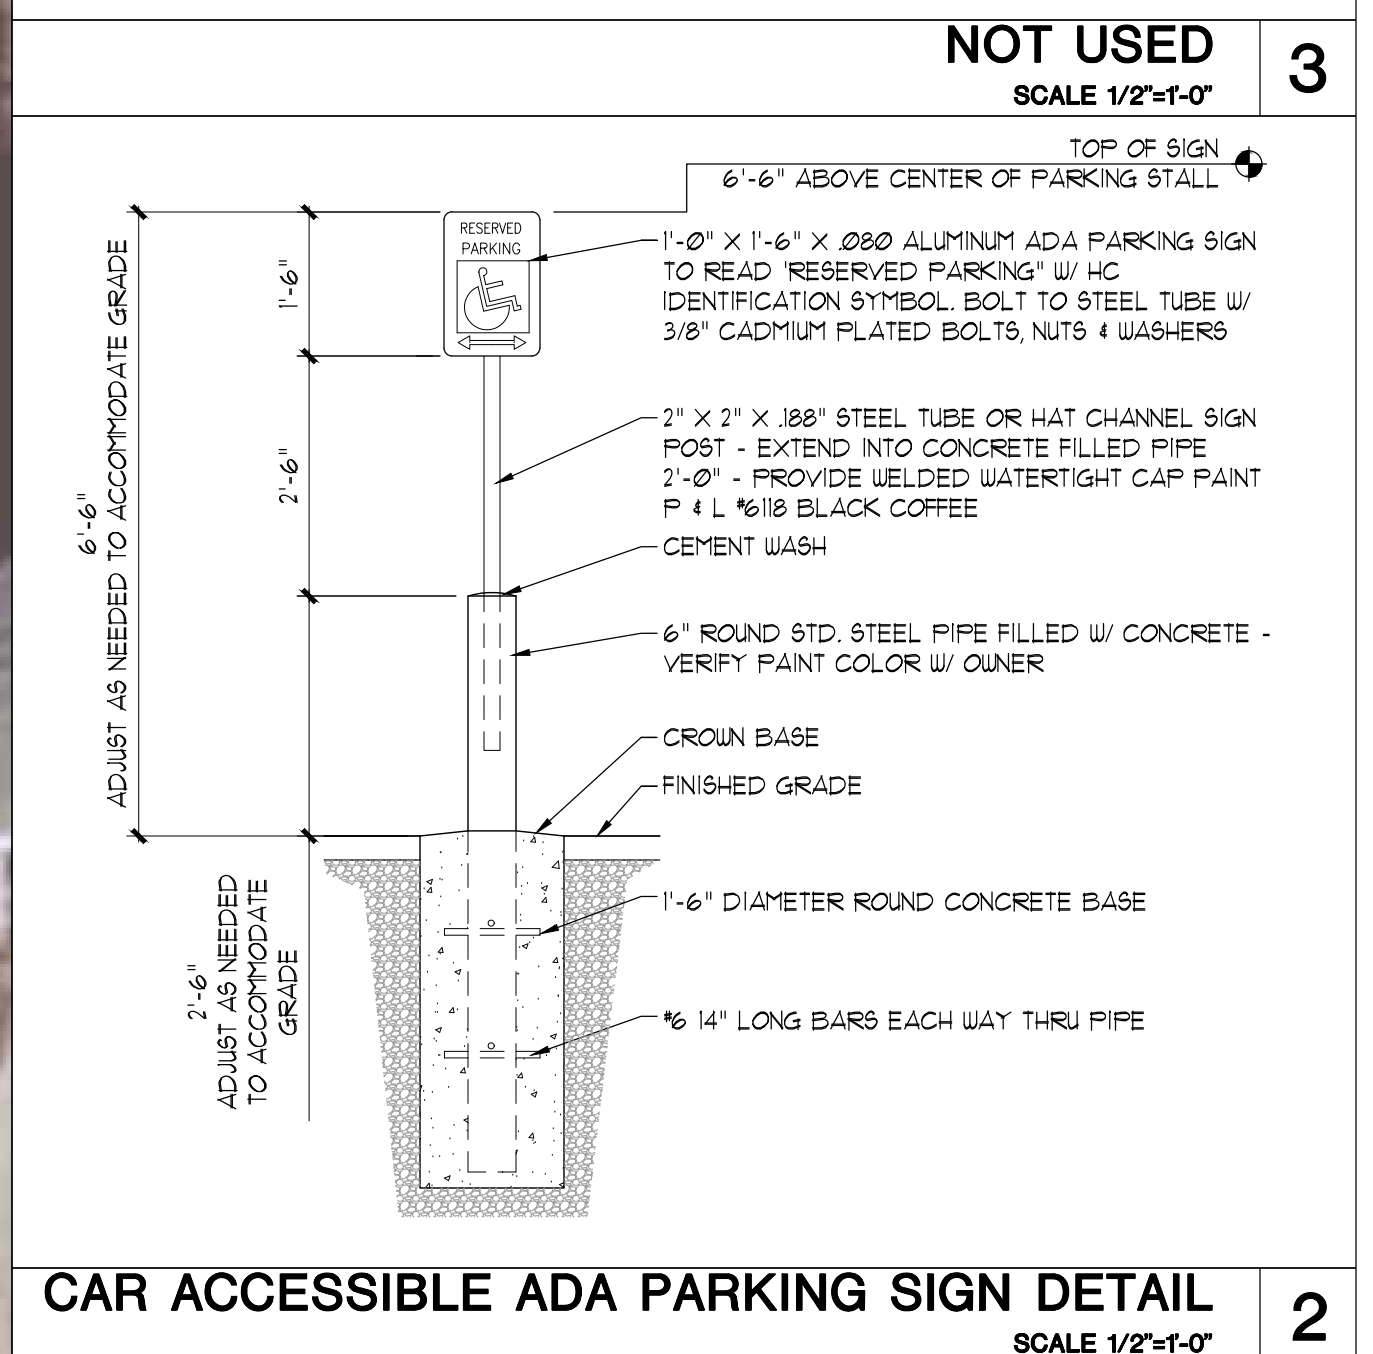 NOT USED
SCALE 1/2"=1'-0"
3
TOP OF SIGN
6'-6" ABOVE CENTER OF PARKING STALL
RESERVED
PARKING
1'-0" X 1'-6" X .080 ALUMINUM ADA PARKING SIGN
TO READ 'RESERVED PARKING" W/ HC
IDENTIFICATION SYMBOL. BOLT TO STEEL TUBE W/
3/8" CADMIUM PLATED BOLTS, NUTS & WASHERS
1'-6"
2'-6"
6'-6"
ADJUST AS NEEDED TO ACCOMMODATE GRADE
2" X 2" X .188" STEEL TUBE OR HAT CHANNEL SIGN
POST - EXTEND INTO CONCRETE FILLED PIPE
2'-0" - PROVIDE WELDED WATERTIGHT CAP PAINT
P & L #6118 BLACK COFFEE
CEMENT WASH
6" ROUND STD. STEEL PIPE FILLED W/ CONCRETE -
VERIFY PAINT COLOR W/ OWNER
CROWN BASE
FINISHED GRADE
2'-6"
ADJUST AS NEEDED
TO ACCOMMODATE
GRADE
1'-6" DIAMETER ROUND CONCRETE BASE
#6 14" LONG BARS EACH WAY THRU PIPE
CAR ACCESSIBLE ADA PARKING SIGN DETAIL
SCALE 1/2"=1'-0"
2